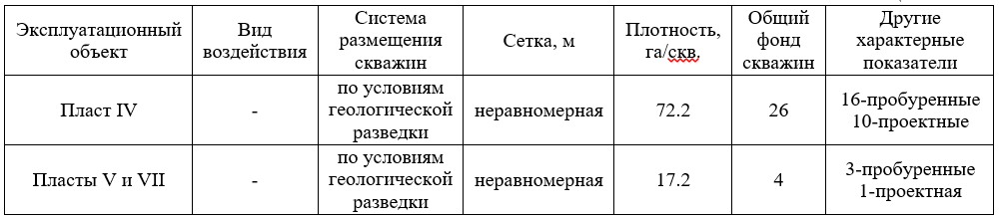 Эксплуатационный
объект
Вид
воздействия
Система
размещения
скважин
Сетка, м
Плотность,
га/скв.
Общий
фонд
скважин
Другие
характерные
показатели
Пласт IV
-
по условиям
геологической
разведки
неравномерная
72.2
26
16-пробуренные
10-проектные
Пласты V и VII
-
по условиям
геологической
разведки
неравномерная
17.2
4
3-пробуренные
1-проектная